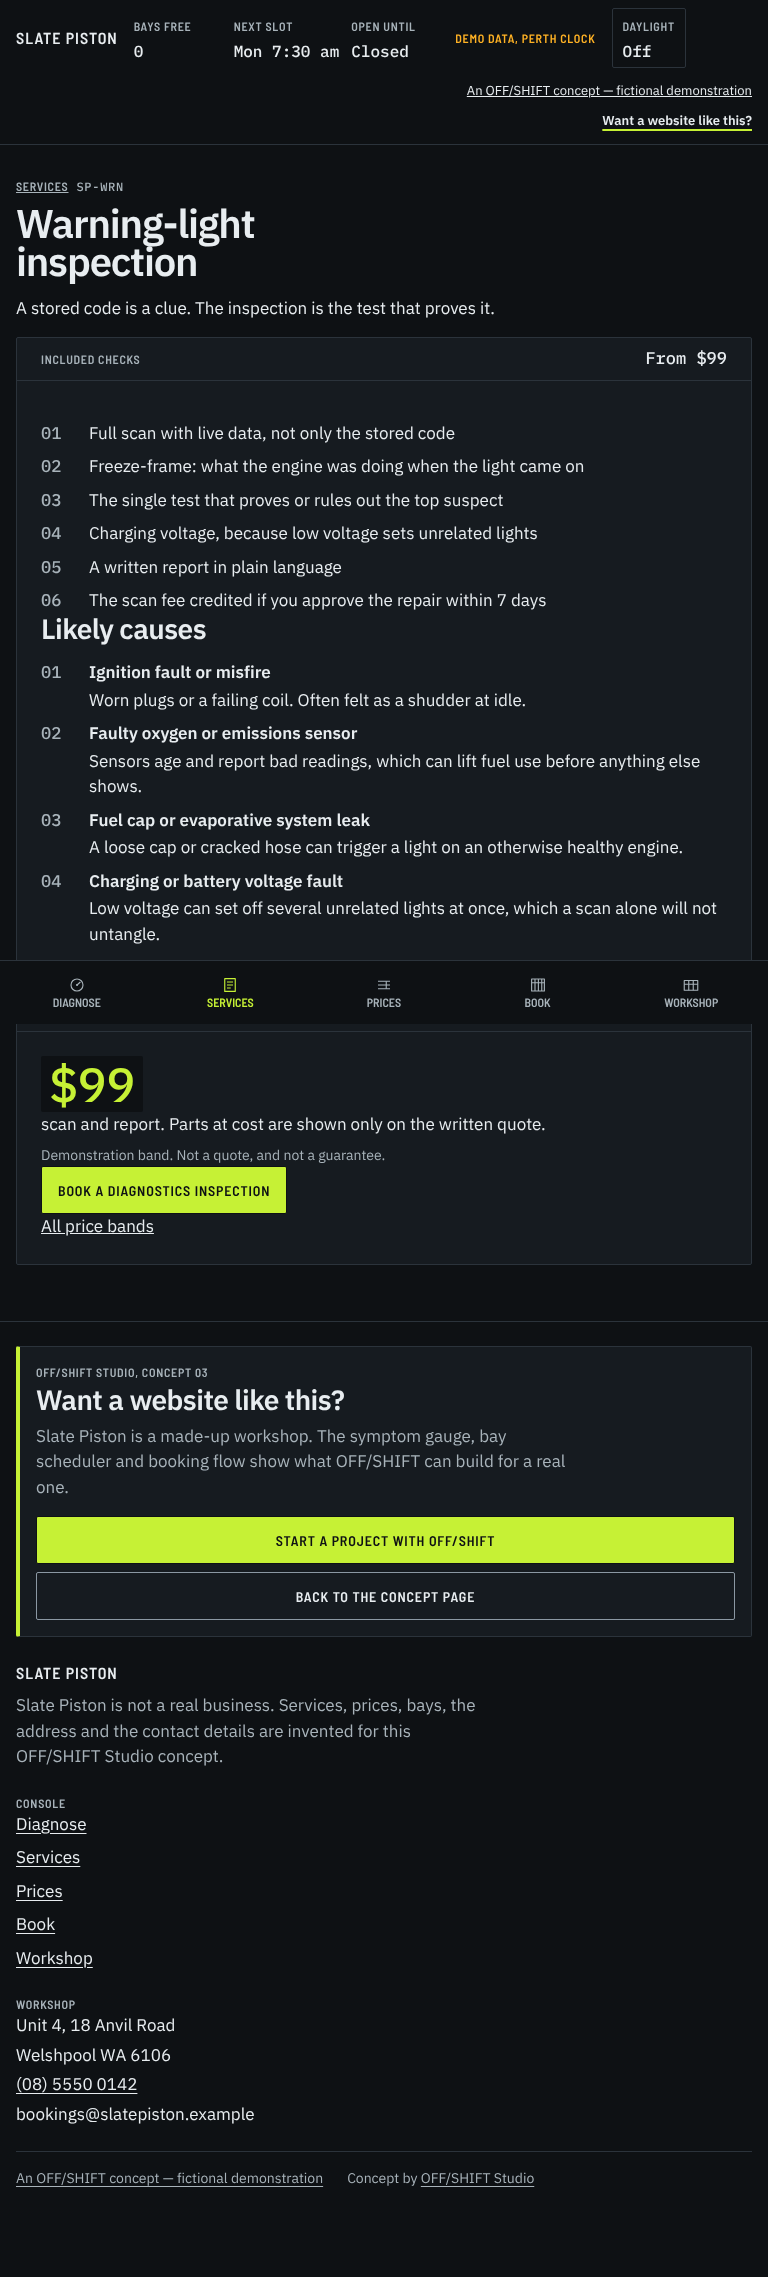 SLATE PISTON
BAYS FREE
0
NEXT SLOT
Mon 7:30 am
OPEN UNTIL
Closed
DEMO DATA, PERTH CLOCK
DAYLIGHT
Off
An OFF/SHIFT concept — fictional demonstration
Want a website like this?
SERVICES SP-WRN
Warning-light
inspection
A stored code is a clue. The inspection is the test that proves it.
INCLUDED CHECKS
From $99
01 Full scan with live data, not only the stored code
02 Freeze-frame: what the engine was doing when the light came on
03 The single test that proves or rules out the top suspect
04 Charging voltage, because low voltage sets unrelated lights
05 A written report in plain language
06 The scan fee credited if you approve the repair within 7 days
Likely causes
01 Ignition fault or misfire
Worn plugs or a failing coil. Often felt as a shudder at idle.
02 Faulty oxygen or emissions sensor
Sensors age and report bad readings, which can lift fuel use before anything else
shows.
03 Fuel cap or evaporative system leak
A loose cap or cracked hose can trigger a light on an otherwise healthy engine.
04 Charging or battery voltage fault
Low voltage can set off several unrelated lights at once, which a scan alone will not
untangle.
DIAGNOSE
SERVICES
PRICES
BOOK
WORKSHOP
$99
scan and report. Parts at cost are shown only on the written quote.
Demonstration band. Not a quote, and not a guarantee.
BOOK A DIAGNOSTICS INSPECTION
All price bands
OFF/SHIFT STUDIO, CONCEPT 03
Want a website like this?
Slate Piston is a made-up workshop. The symptom gauge, bay
scheduler and booking flow show what OFF/SHIFT can build for a real
one.
START A PROJECT WITH OFF/SHIFT
BACK TO THE CONCEPT PAGE
SLATE PISTON
Slate Piston is not a real business. Services, prices, bays, the
address and the contact details are invented for this
OFF/SHIFT Studio concept.
CONSOLE
Diagnose
Services
Prices
Book
Workshop
WORKSHOP
Unit 4, 18 Anvil Road
Welshpool WA 6106
(08) 5550 0142
bookings@slatepiston.example
An OFF/SHIFT concept — fictional demonstration
Concept by OFF/SHIFT Studio